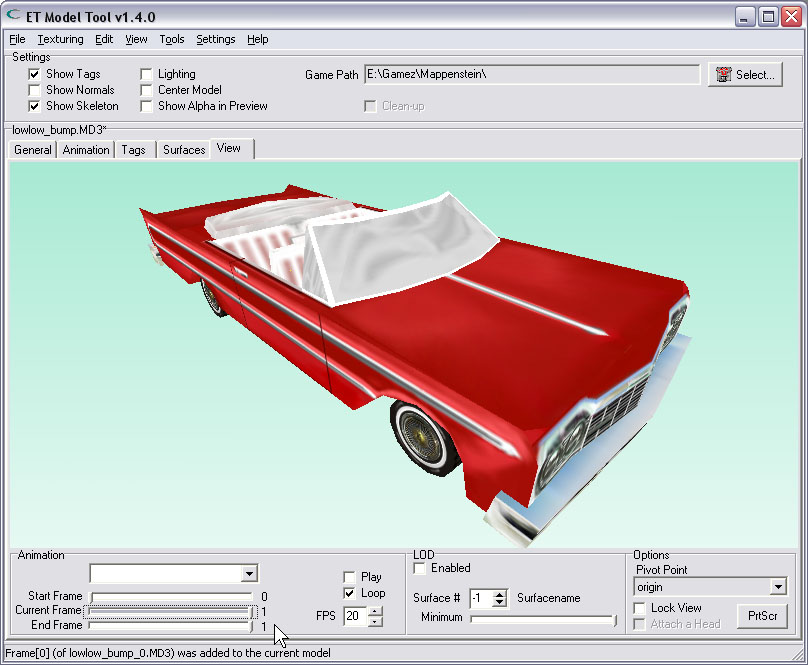 ET Model Tool v1.4.0
File Texturing Edit View Tools Settings Help
Settings
Show Tags Lighting Game Path E:\Gamez\Mappenstein\ Select...
Show Normals Center Model
Show Skeleton Show Alpha in Preview Clean-up
lowlow_bump.MD3*
General Animation Tags Surfaces View
Animation LOD Options
Enabled Pivot Point
Play origin
Start Frame 0 Loop Surface # -1 Surfacename
Current Frame 1 Lock View
End Frame 1 FPS 20 Minimum Attach a Head PrtScr
Frame[0] (of lowlow_bump_0.MD3) was added to the current model